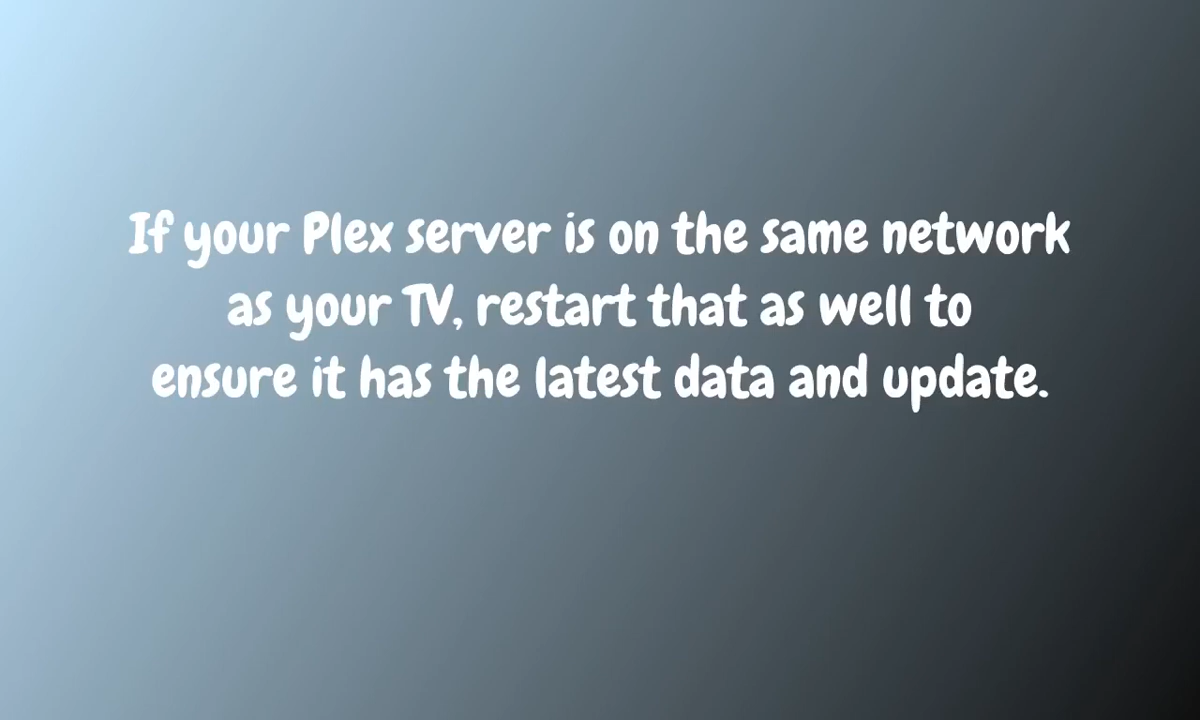 If your Plex server is on the same network
as your TV, restart that as well to
ensure it has the latest data and update.